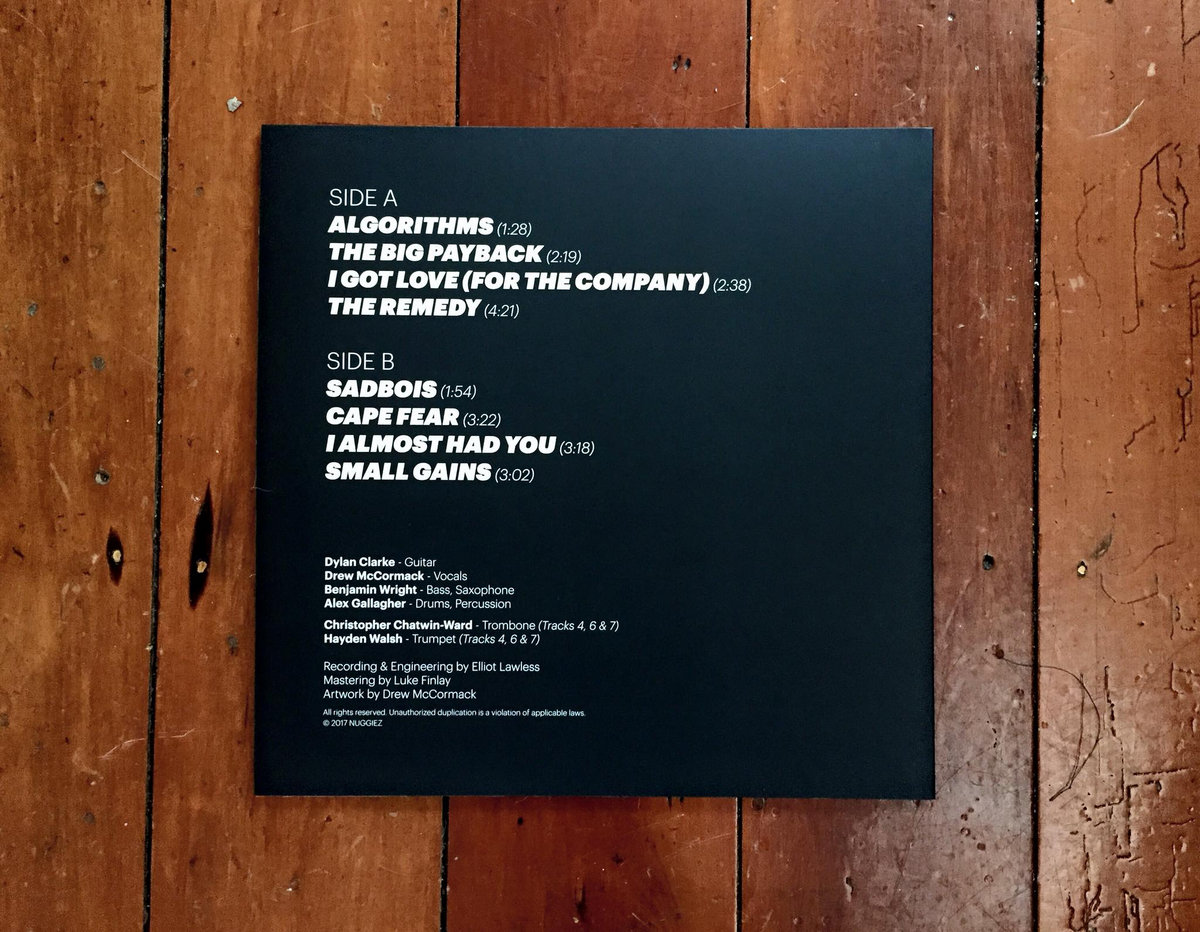 SIDE A
ALGORITHMS (1:28)
THE BIG PAYBACK (2:19)
I GOT LOVE (FOR THE COMPANY) (2:38)
THE REMEDY (4:21)
SIDE B
SADBOIS (1:54)
CAPE FEAR (3:22)
I ALMOST HAD YOU (3:18)
SMALL GAINS (3:02)
Dylan Clarke - Guitar
Drew McCormack - Vocals
Benjamin Wright - Bass, Saxophone
Alex Gallagher - Drums, Percussion
Christopher Chatwin-Ward - Trombone (Tracks 4, 6 & 7)
Hayden Walsh - Trumpet (Tracks 4, 6 & 7)
Recording & Engineering by Elliot Lawless
Mastering by Luke Finlay
Artwork by Drew McCormack
All rights reserved. Unauthorized duplication is a violation of applicable laws.
© 2017 NUGGIEZ